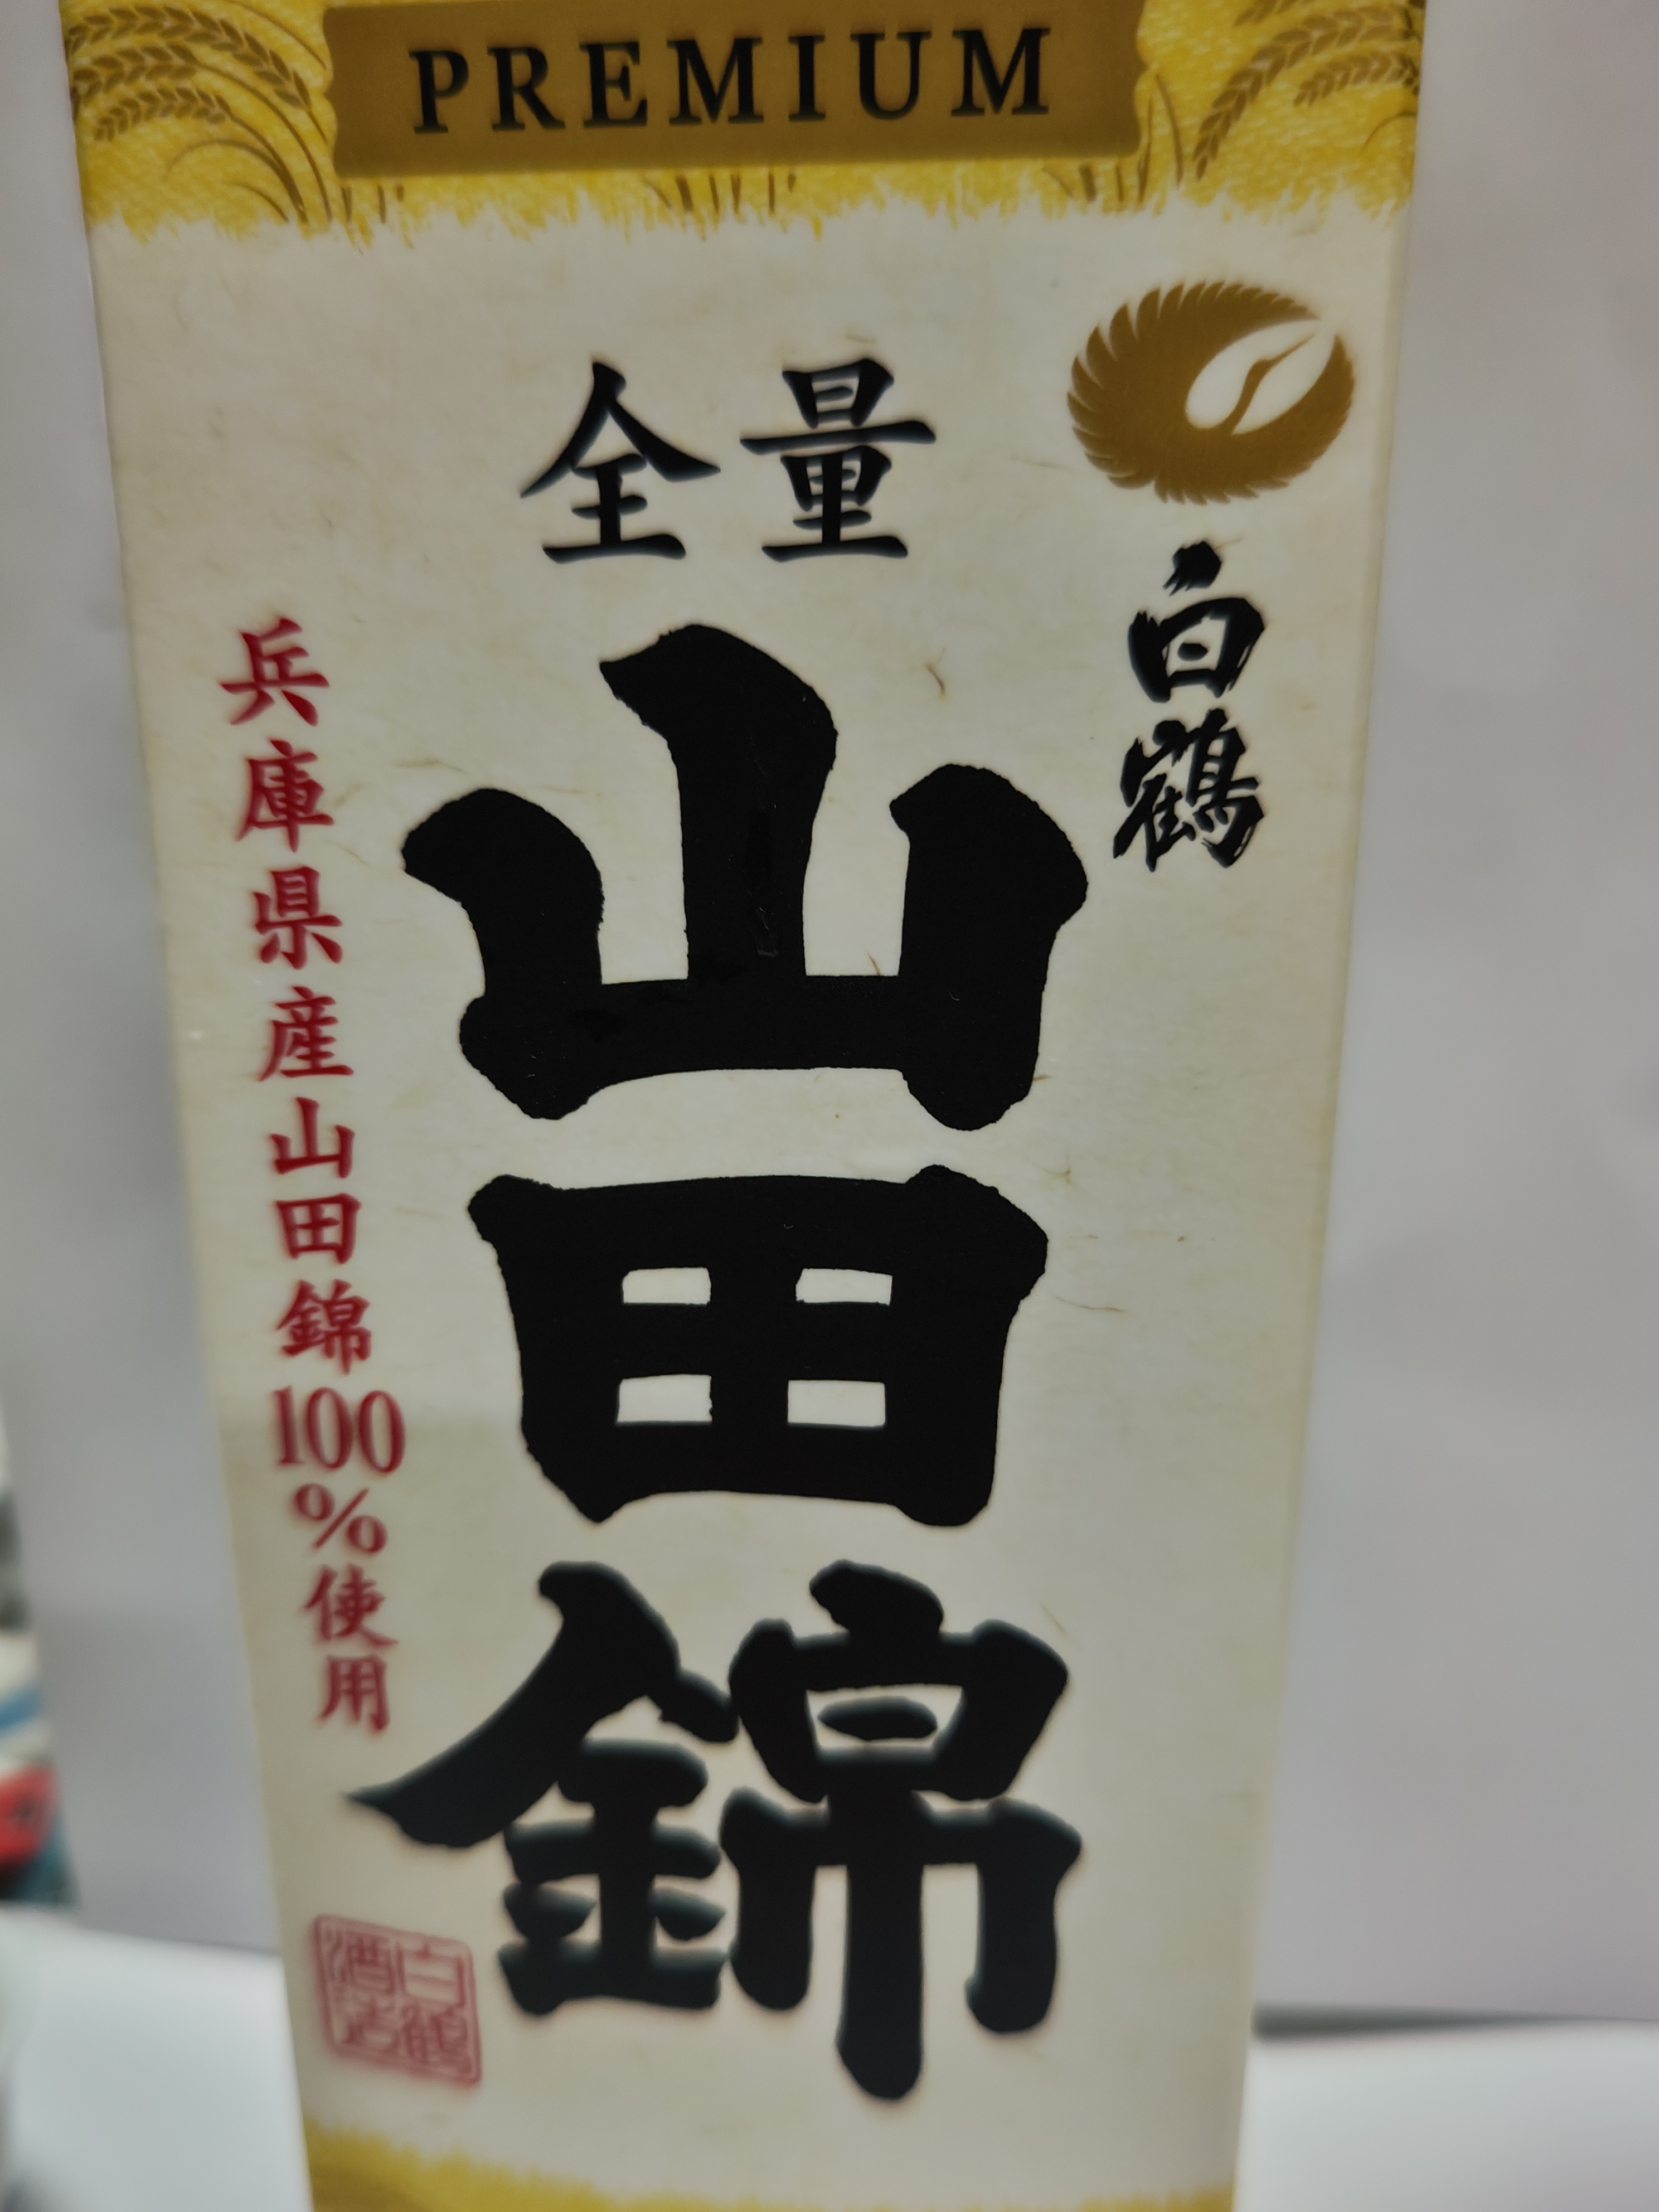 PREMIUM
白鶴
全量
山田錦
兵庫県産山田錦100%使用
白鶴
酒造